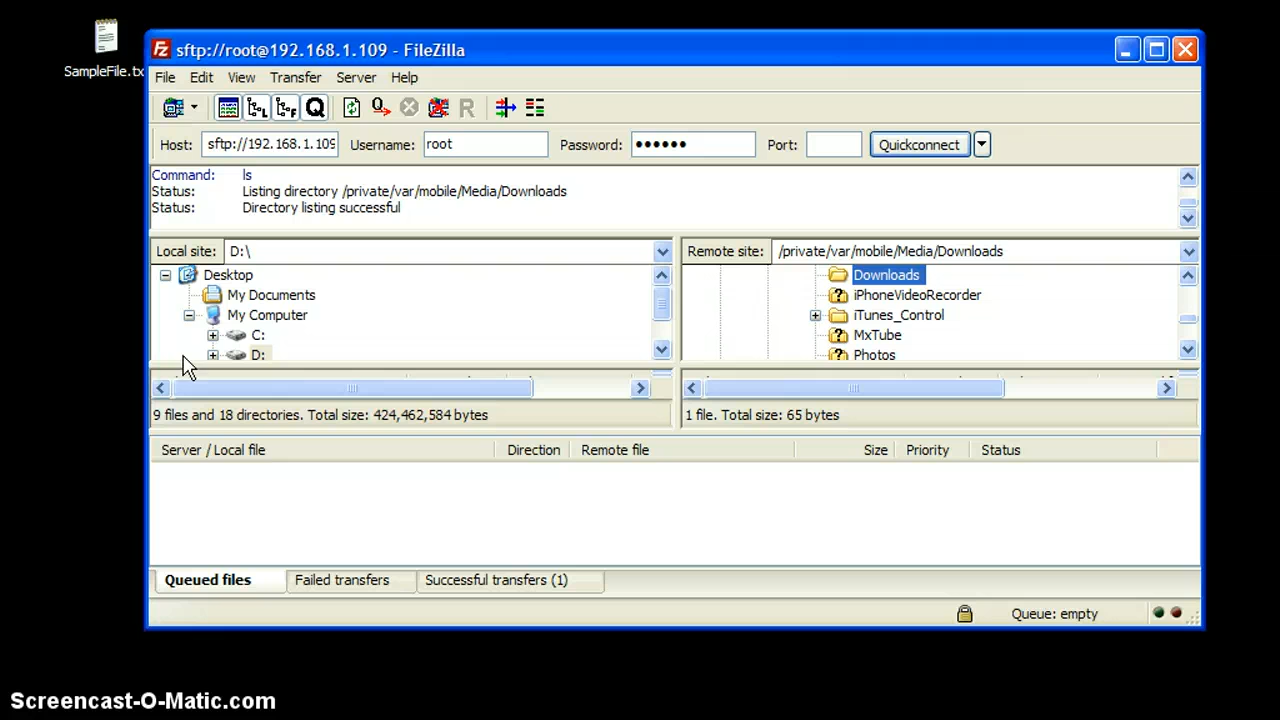 SampleFile.tx
sftp://root@192.168.1.109 - FileZilla
File Edit View Transfer Server Help
Host: sftp://192.168.1.109 Username: root Password: ●●●●●● Port: Quickconnect
Command: ls
Status: Listing directory /private/var/mobile/Media/Downloads
Status: Directory listing successful
Local site: D:\
Desktop
My Documents
My Computer
C:
D:
9 files and 18 directories. Total size: 424,462,584 bytes
Remote site: /private/var/mobile/Media/Downloads
Downloads
iPhoneVideoRecorder
iTunes_Control
MxTube
Photos
1 file. Total size: 65 bytes
Server / Local file Direction Remote file Size Priority Status
Queued files Failed transfers Successful transfers (1)
Queue: empty
Screencast-O-Matic.com